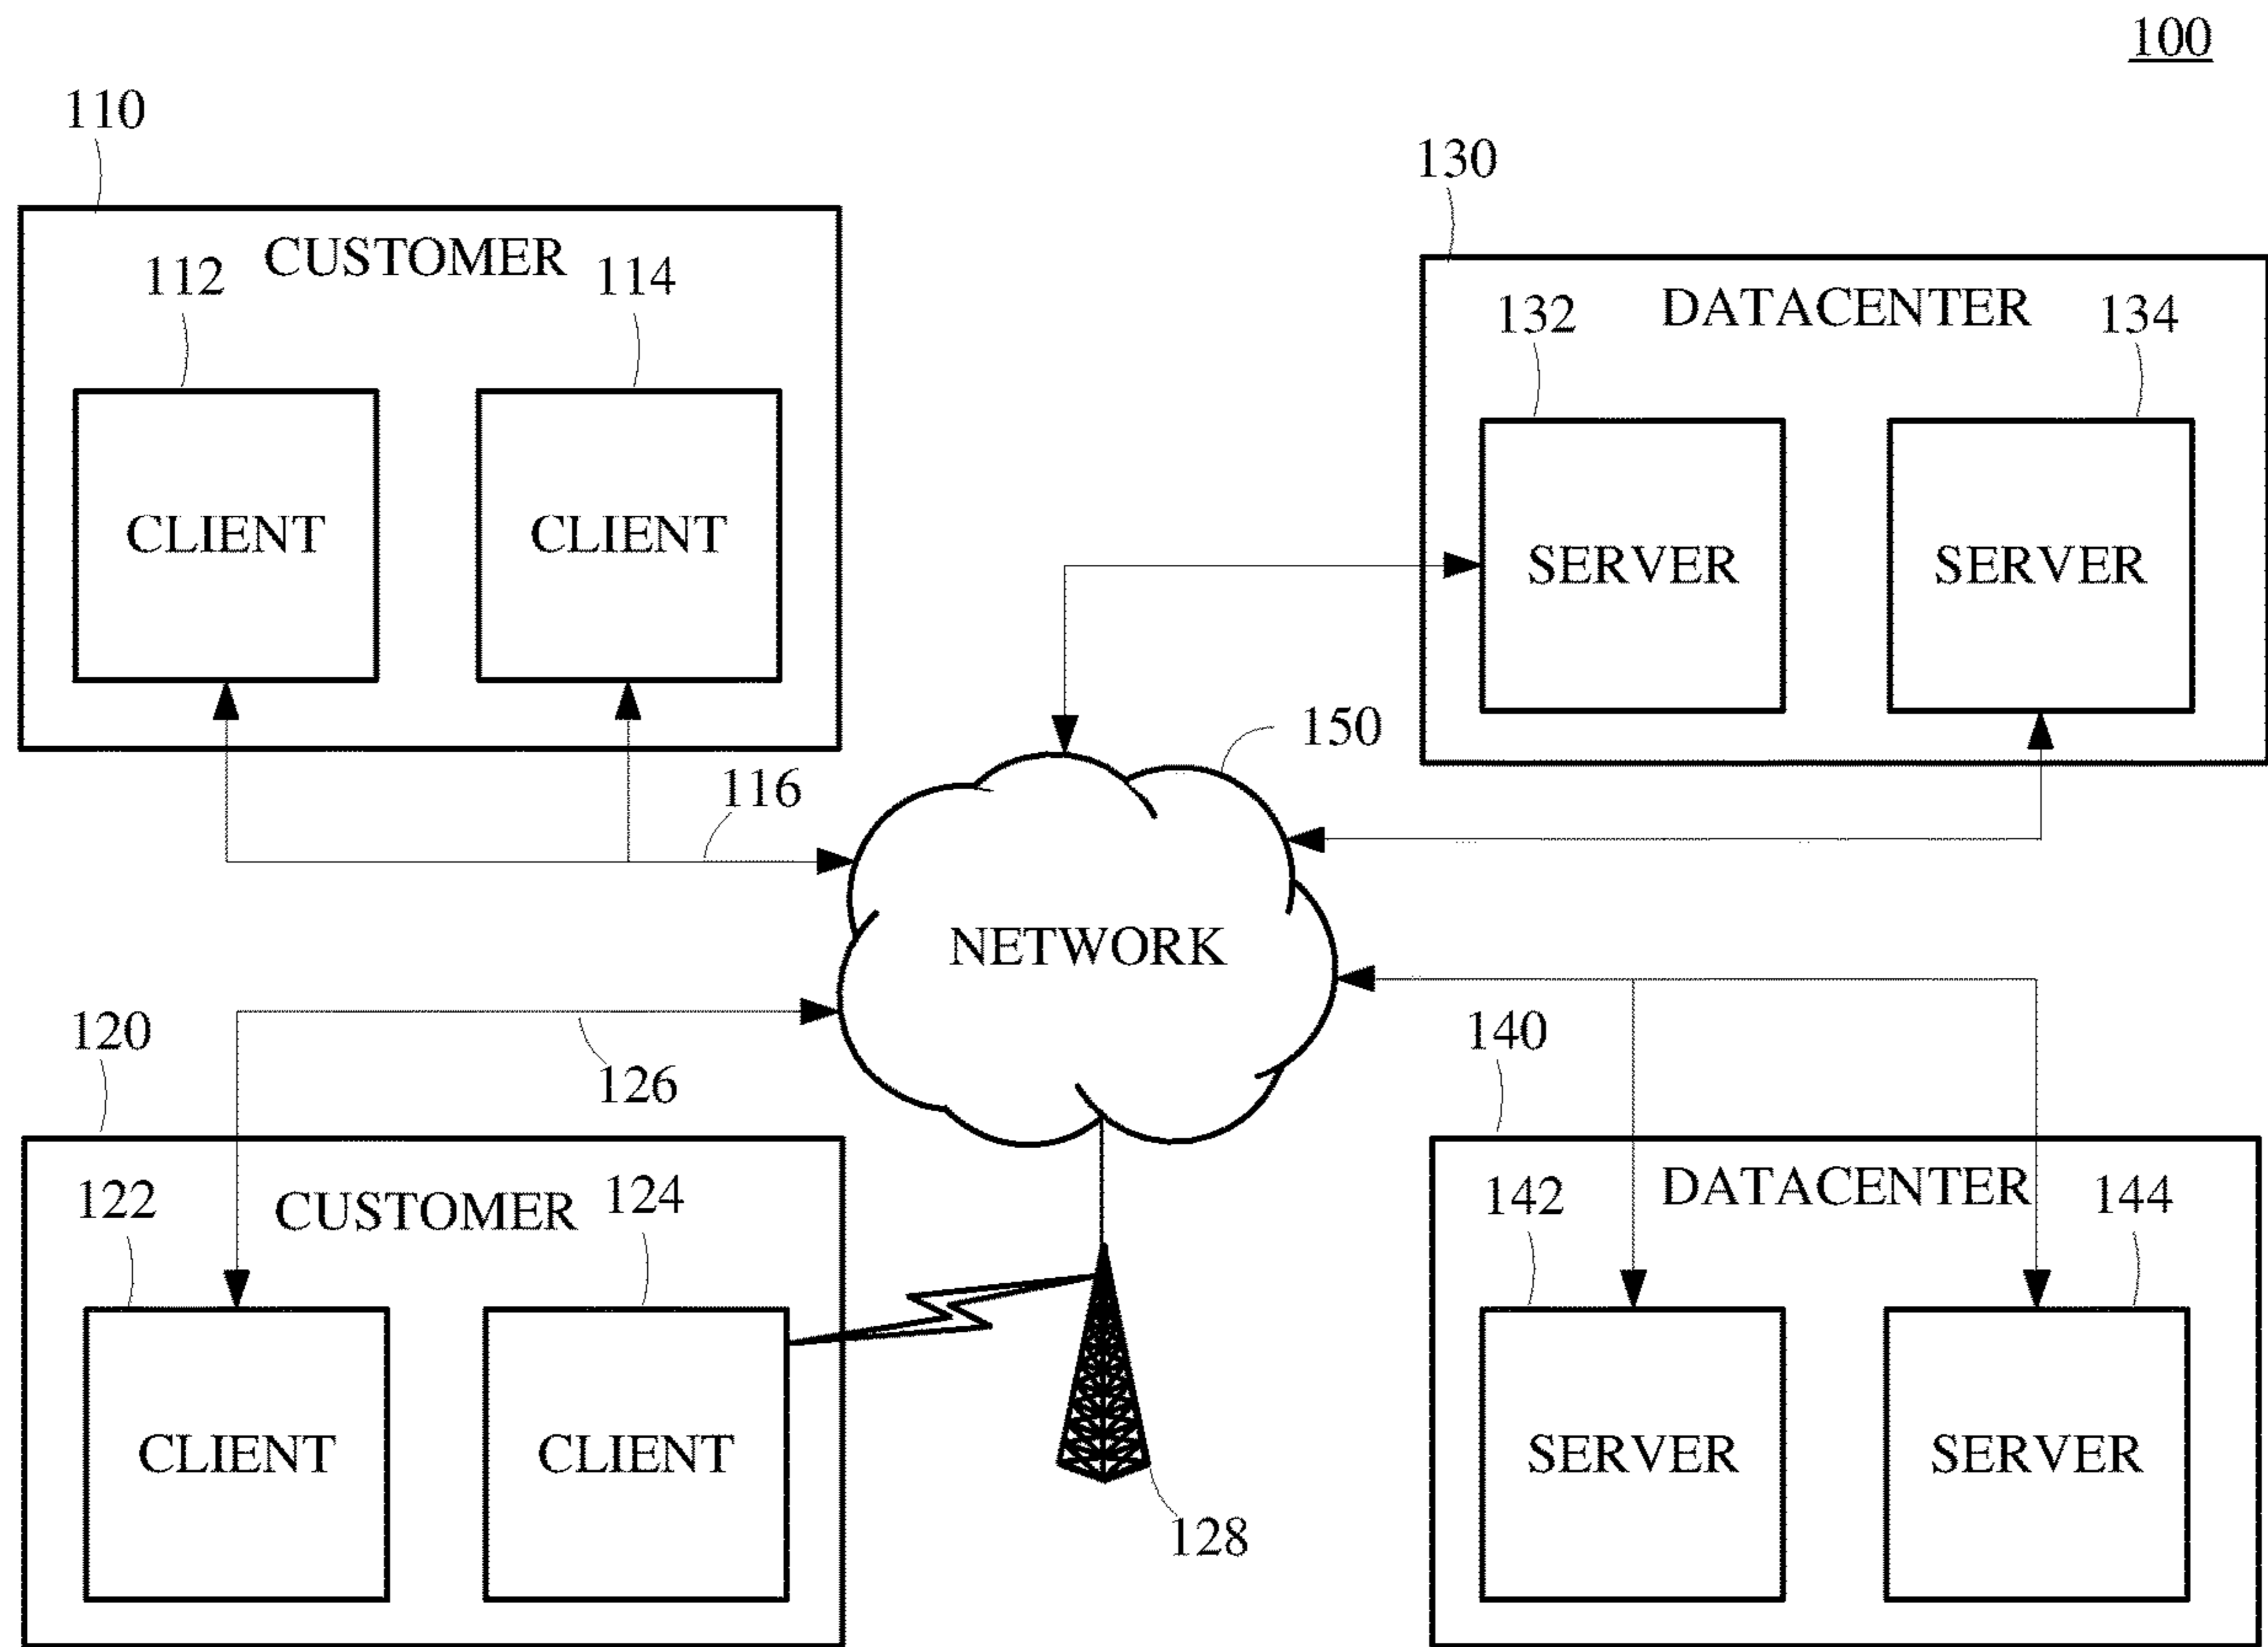 100
110
130
CUSTOMER
112
114
DATACENTER
132
134
CLIENT
CLIENT
SERVER
SERVER
150
116
NETWORK
120
126
140
CUSTOMER
122
124
DATACENTER
142
144
CLIENT
CLIENT
SERVER
SERVER
128